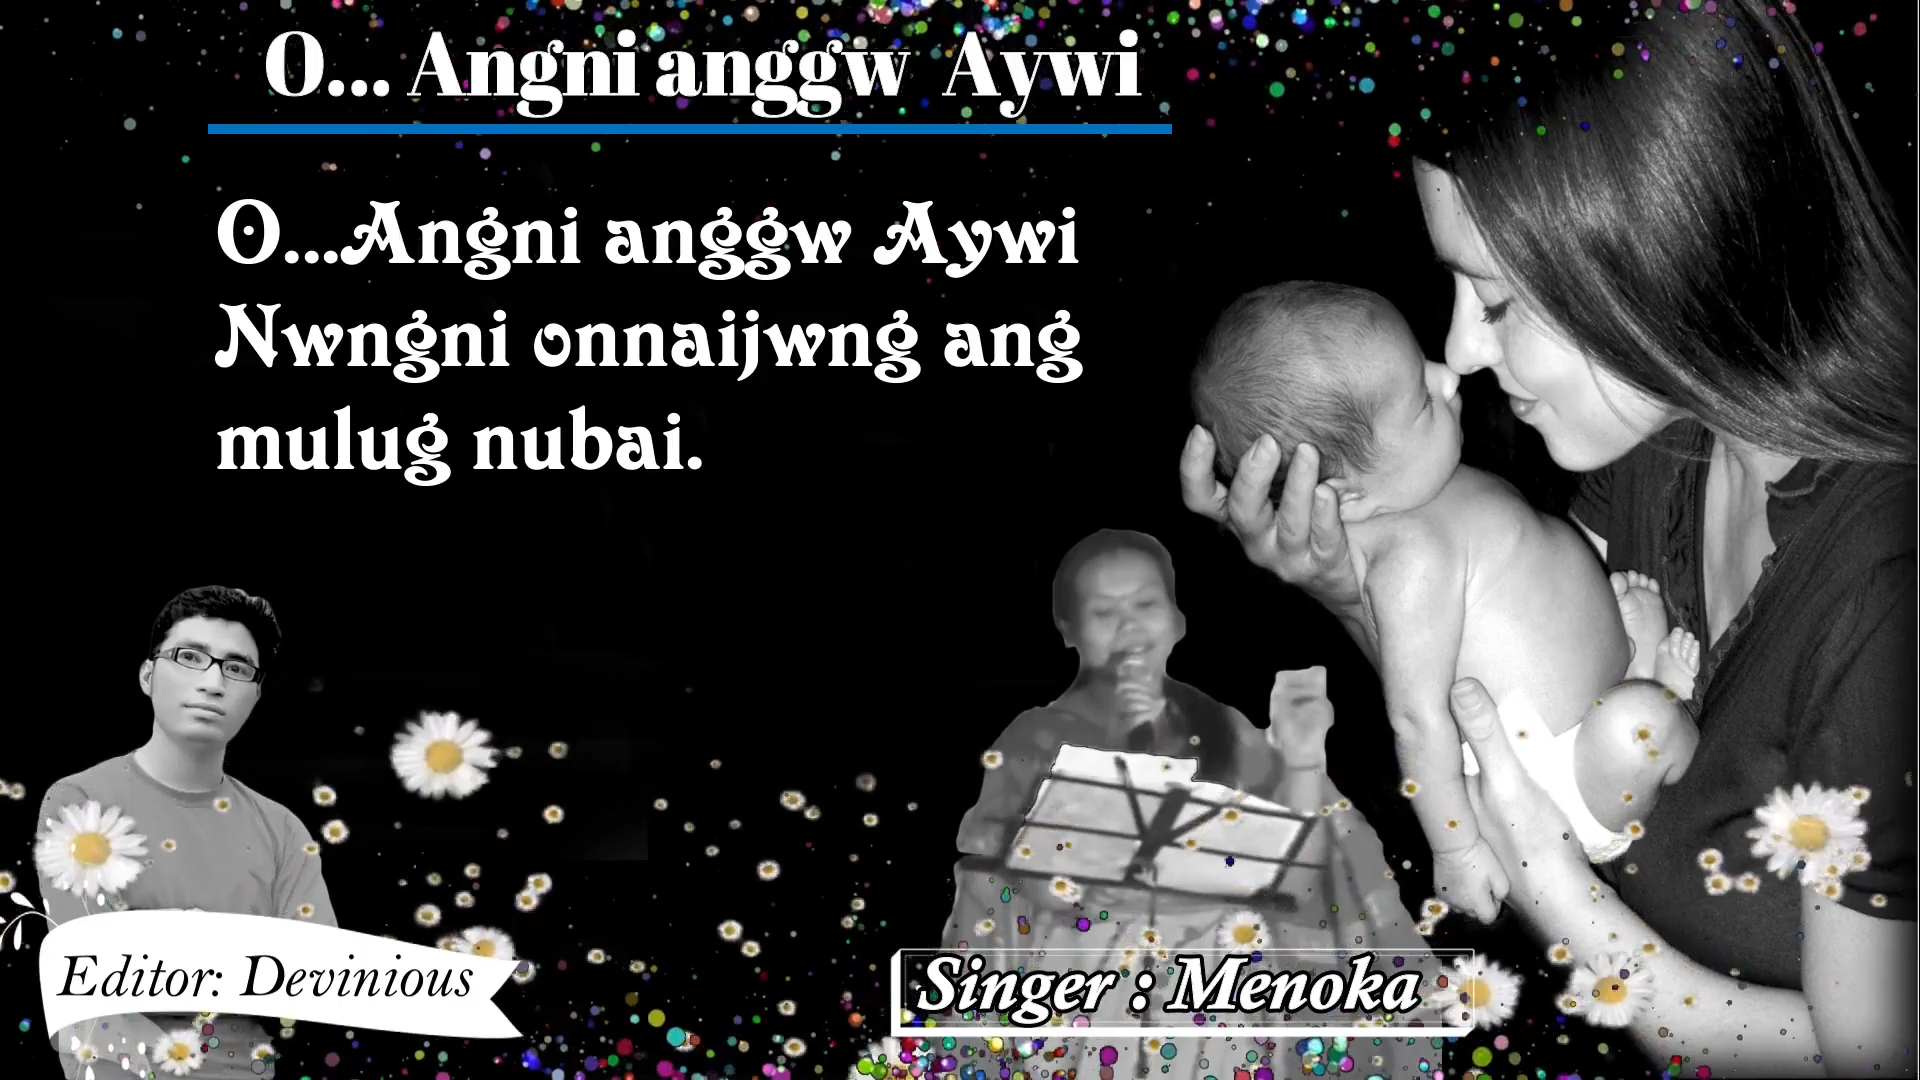 O... Angni anggw Aywi
O...Angni anggw Aywi
Nwngni onnaijwng ang
mulug nubai.
Editor: Devinious
Singer : Menoka